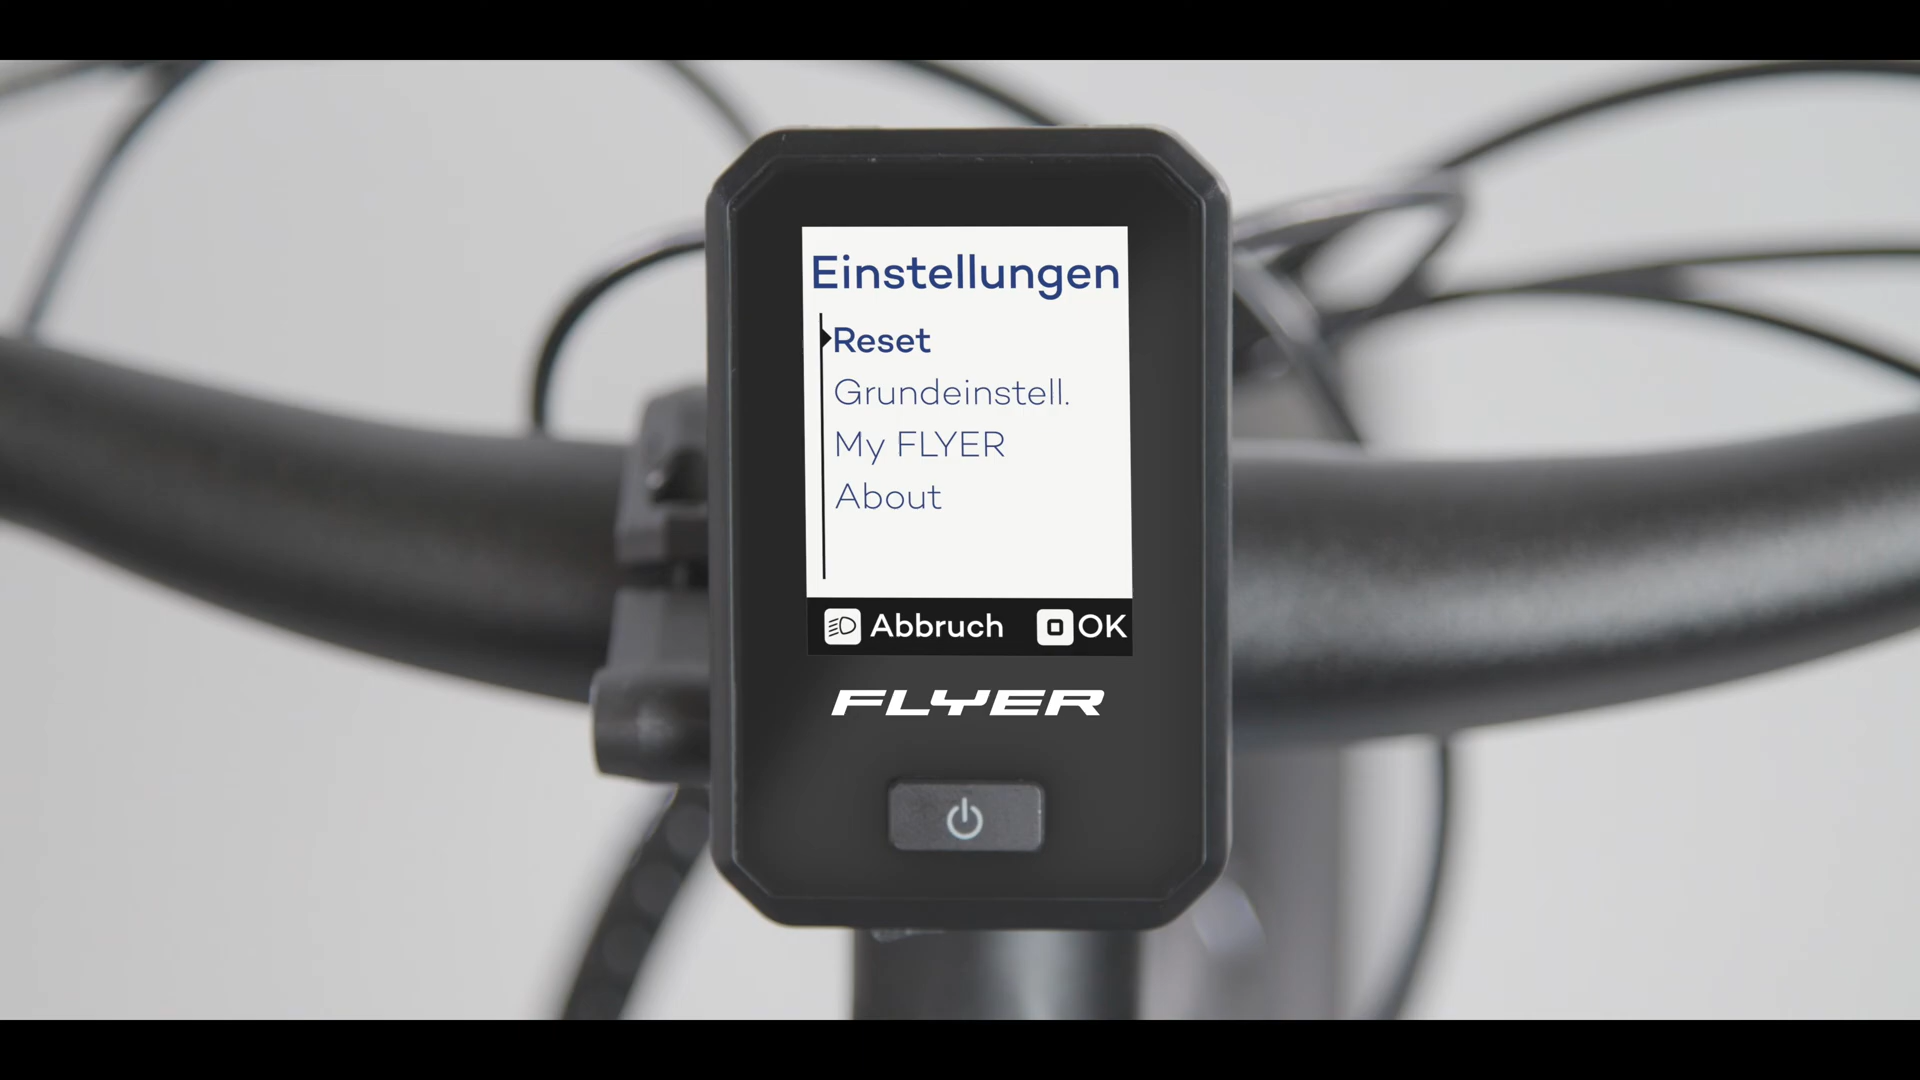 Einstellungen
Reset
Grundeinstell.
My FLYER
About
Abbruch OK
FLYER